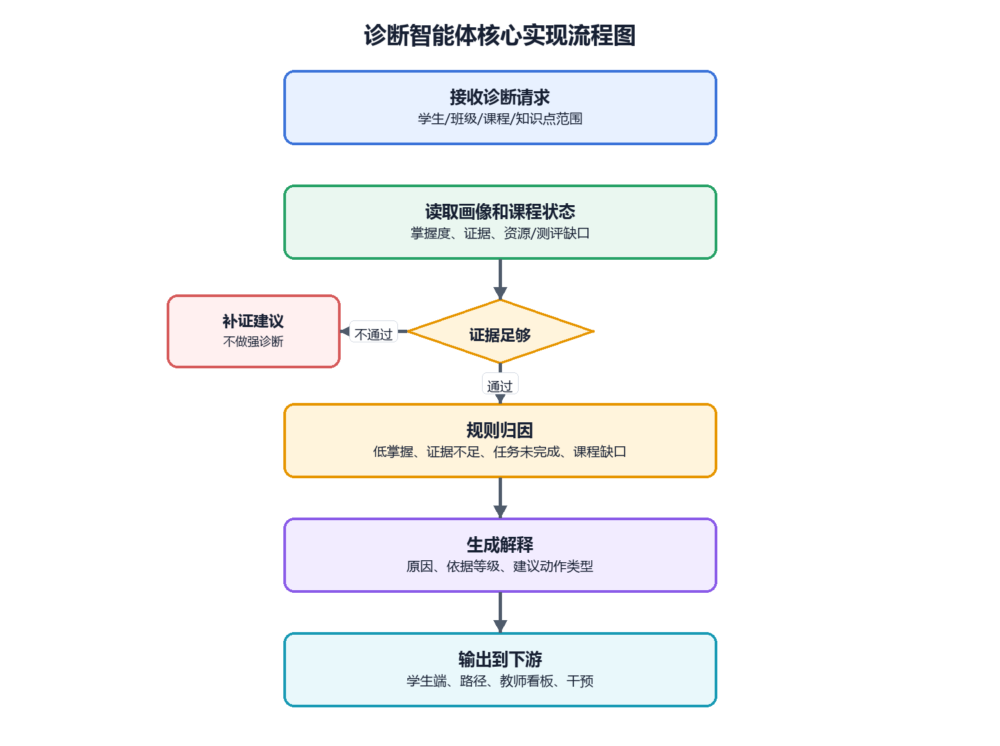 诊断智能体核心实现流程图
接收诊断请求
学生/班级/课程/知识点范围
读取画像和课程状态
掌握度、证据、资源/测评缺口
补证建议
不做强诊断
不通过
证据足够
通过
规则归因
低掌握、证据不足、任务未完成、课程缺口
生成解释
原因、依据等级、建议动作类型
输出到下游
学生端、路径、教师看板、干预